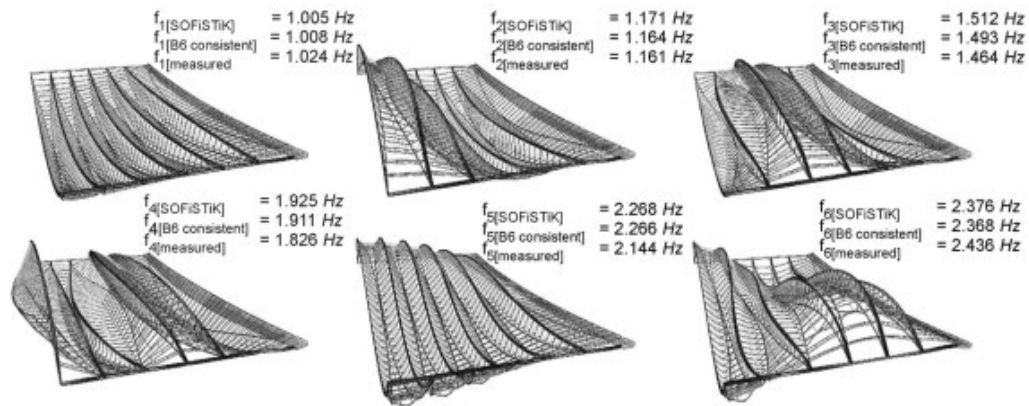 f1[SOFiSTiK] = 1.005 Hz
f1[B6 consistent] = 1.008 Hz
f1[measured = 1.024 Hz
f2[SOFiSTiK] = 1.171 Hz
f2[B6 consistent] = 1.164 Hz
f2[measured = 1.161 Hz
f3[SOFiSTiK] = 1.512 Hz
f3[B6 consistent] = 1.493 Hz
f3[measured] = 1.464 Hz
f4[SOFiSTiK] = 1.925 Hz
f4[B6 consistent] = 1.911 Hz
f4[measured] = 1.826 Hz
f5[SOFiSTiK] = 2.268 Hz
f5[B6 consistent] = 2.266 Hz
f5[measured] = 2.144 Hz
f6[SOFiSTiK] = 2.376 Hz
f6[B6 consistent] = 2.368 Hz
f6[measured] = 2.436 Hz